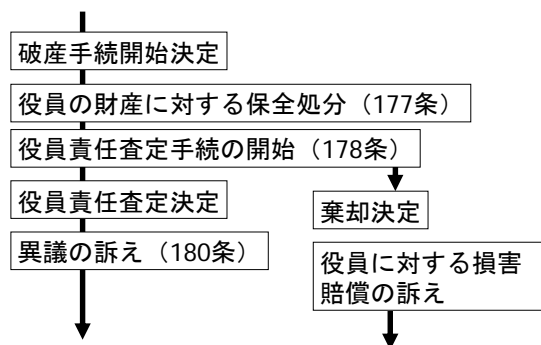 破産手続開始決定
役員の財産に対する保全処分（177条）
役員責任査定手続の開始（178条）
役員責任査定決定
棄却決定
異議の訴え（180条）
役員に対する損害
賠償の訴え